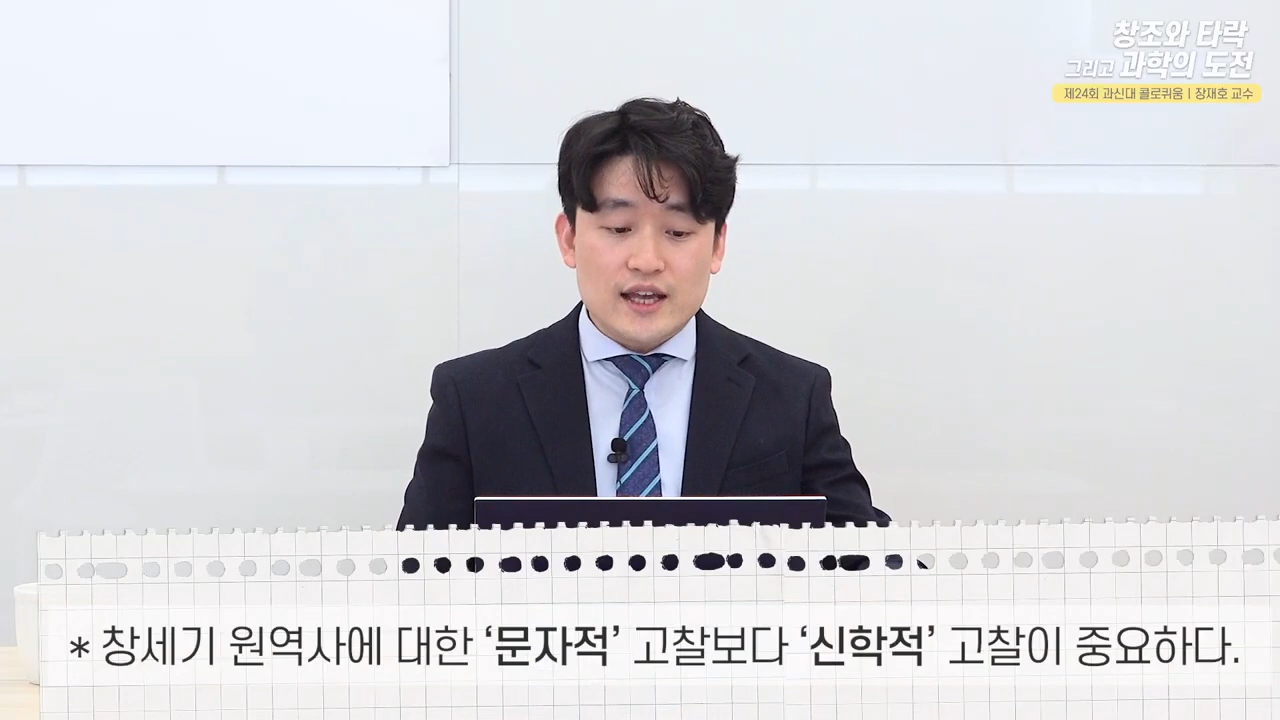 창조와 타락
그리고 과학의 도전
제24회 과신대 콜로퀴움 | 장재호 교수
* 창세기 원역사에 대한 ‘문자적’ 고찰보다 ‘신학적’ 고찰이 중요하다.